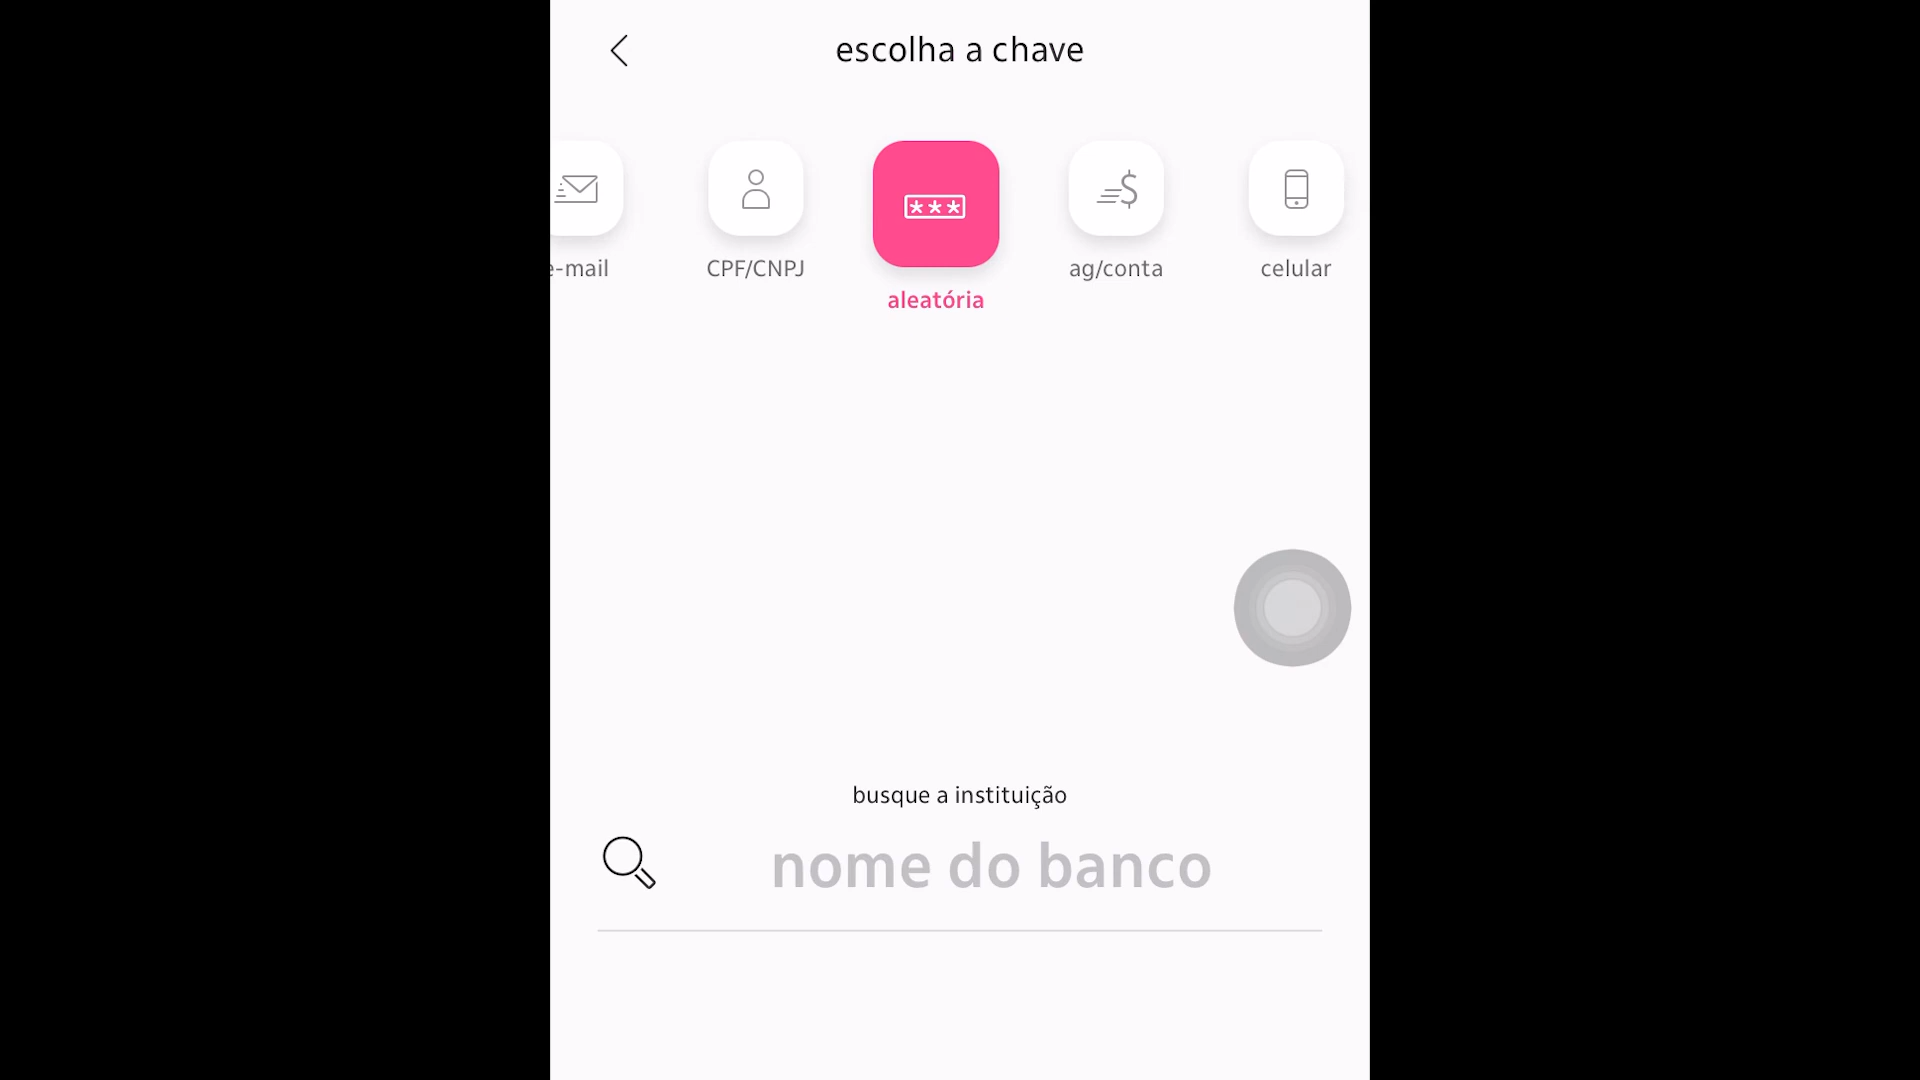 escolha a chave
e-mail
CPF/CNPJ
aleatória
ag/conta
celular
busque a instituição
nome do banco